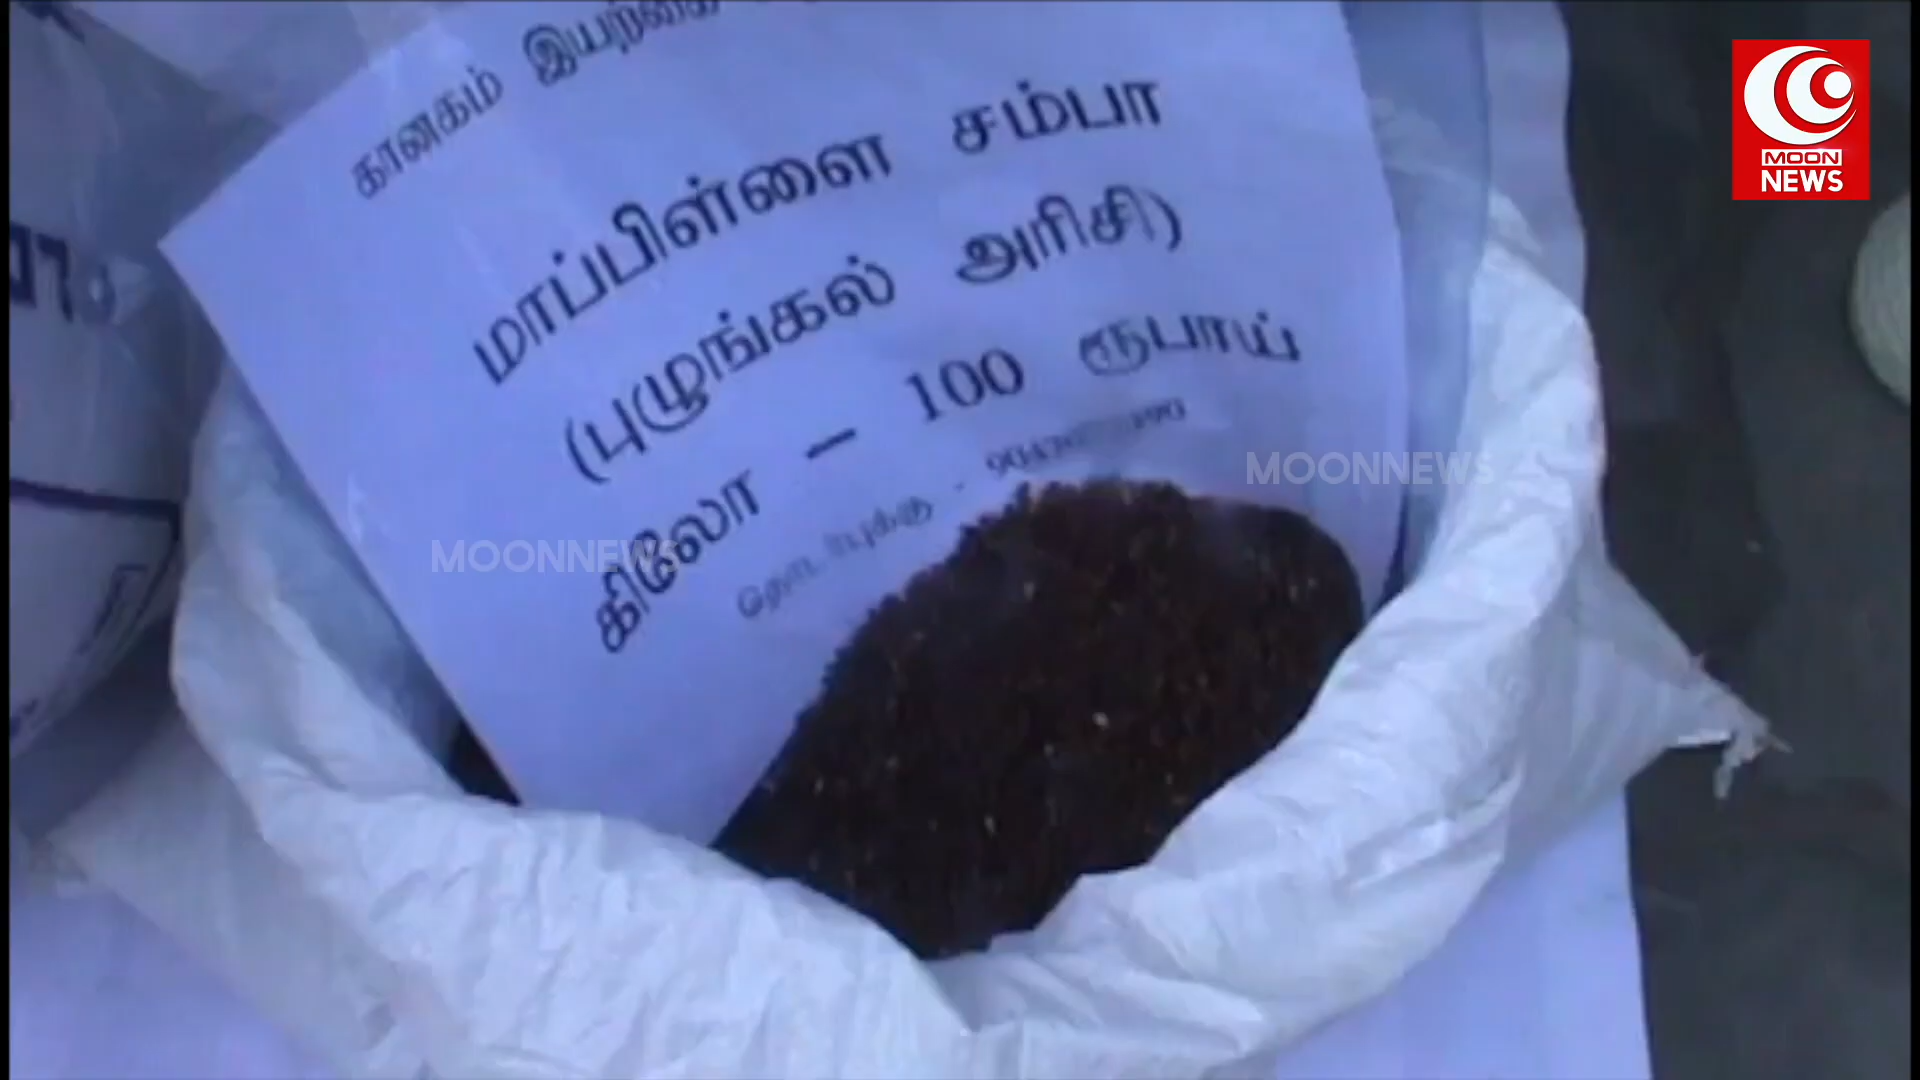 கானகம் இயற்கை
மாப்பிள்ளை சம்பா
(புழுங்கல் அரிசி)
கிலோ – 100 ரூபாய்
MOON
NEWS
MOONNEWS
MOONNEWS